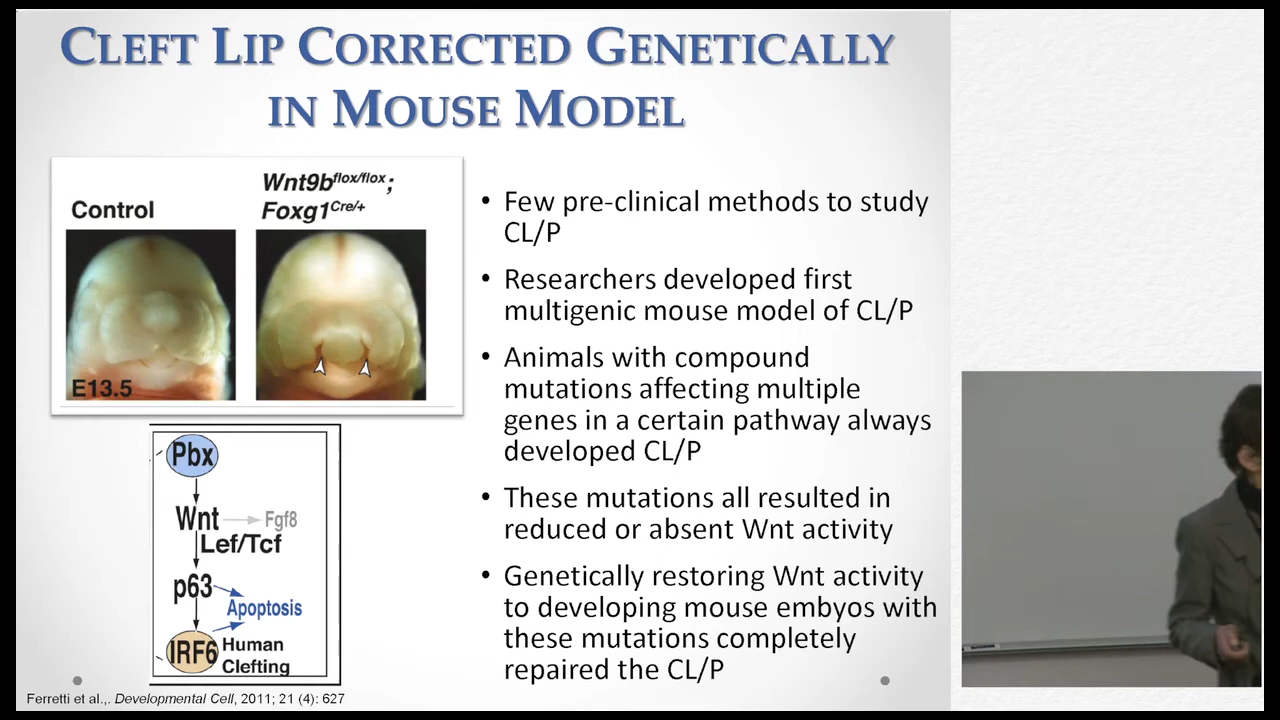 CLEFT LIP CORRECTED GENETICALLY
IN MOUSE MODEL
Control
Wnt9bflox/flox;
Foxg1Cre/+
E13.5
Pbx
Wnt
Fgf8
Lef/Tcf
p63
Apoptosis
IRF6
Human
Clefting
Ferretti et al.,. Developmental Cell, 2011; 21 (4): 627
• Few pre-clinical methods to study
CL/P
• Researchers developed first
multigenic mouse model of CL/P
• Animals with compound
mutations affecting multiple
genes in a certain pathway always
developed CL/P
• These mutations all resulted in
reduced or absent Wnt activity
• Genetically restoring Wnt activity
to developing mouse embyos with
these mutations completely
repaired the CL/P